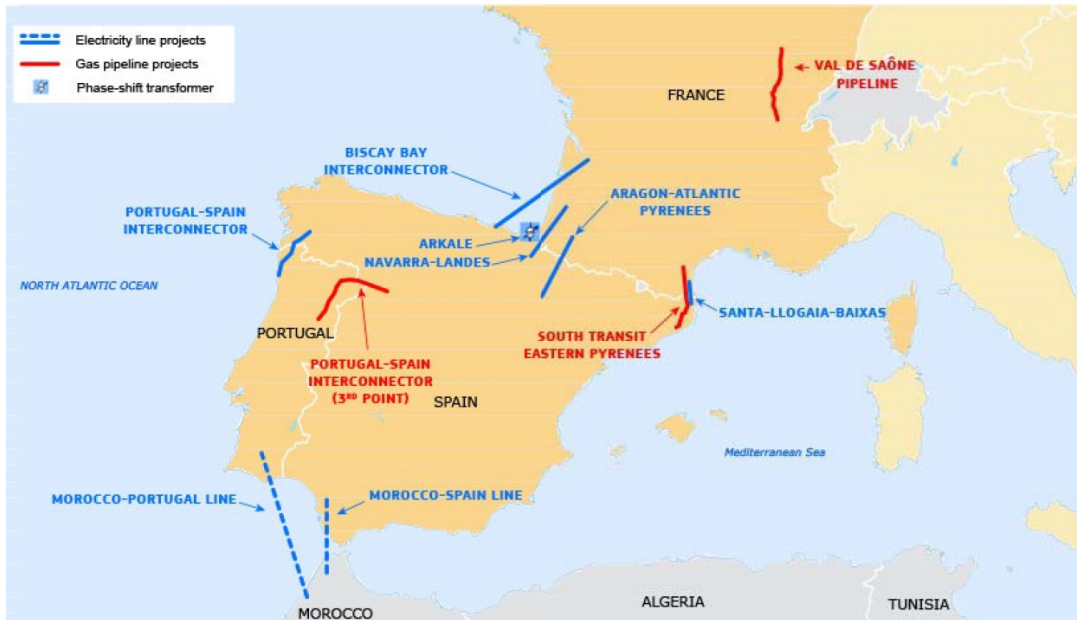 Electricity line projects
Gas pipeline projects
Phase-shift transformer
FRANCE
VAL DE SAÔNE
PIPELINE
BISCAY BAY
INTERCONNECTOR
ARAGON-ATLANTIC
PYRENEES
PORTUGAL-SPAIN
INTERCONNECTOR
ARKALE
NAVARRA-LANDES
NORTH ATLANTIC OCEAN
SANTA-LLOGAIA-BAIXAS
PORTUGAL
SOUTH TRANSIT
EASTERN PYRENEES
PORTUGAL-SPAIN
INTERCONNECTOR
(3RD POINT)
SPAIN
Mediterranean Sea
MOROCCO-PORTUGAL LINE
MOROCCO-SPAIN LINE
ALGERIA
TUNISIA
MOROCCO